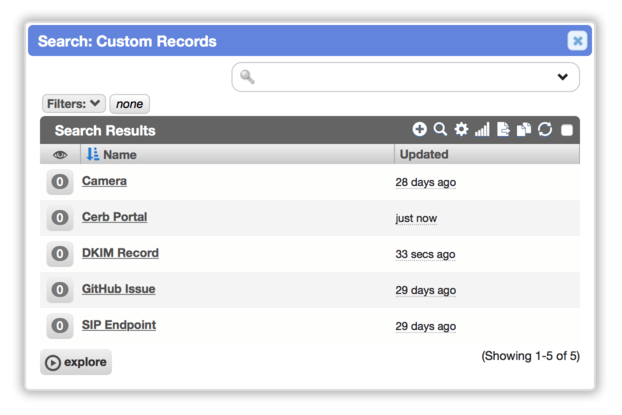 Search: Custom Records
Filters: none
Search Results
Name Updated
0 Camera 28 days ago
0 Cerb Portal just now
0 DKIM Record 33 secs ago
0 GitHub Issue 29 days ago
0 SIP Endpoint 29 days ago
explore (Showing 1-5 of 5)